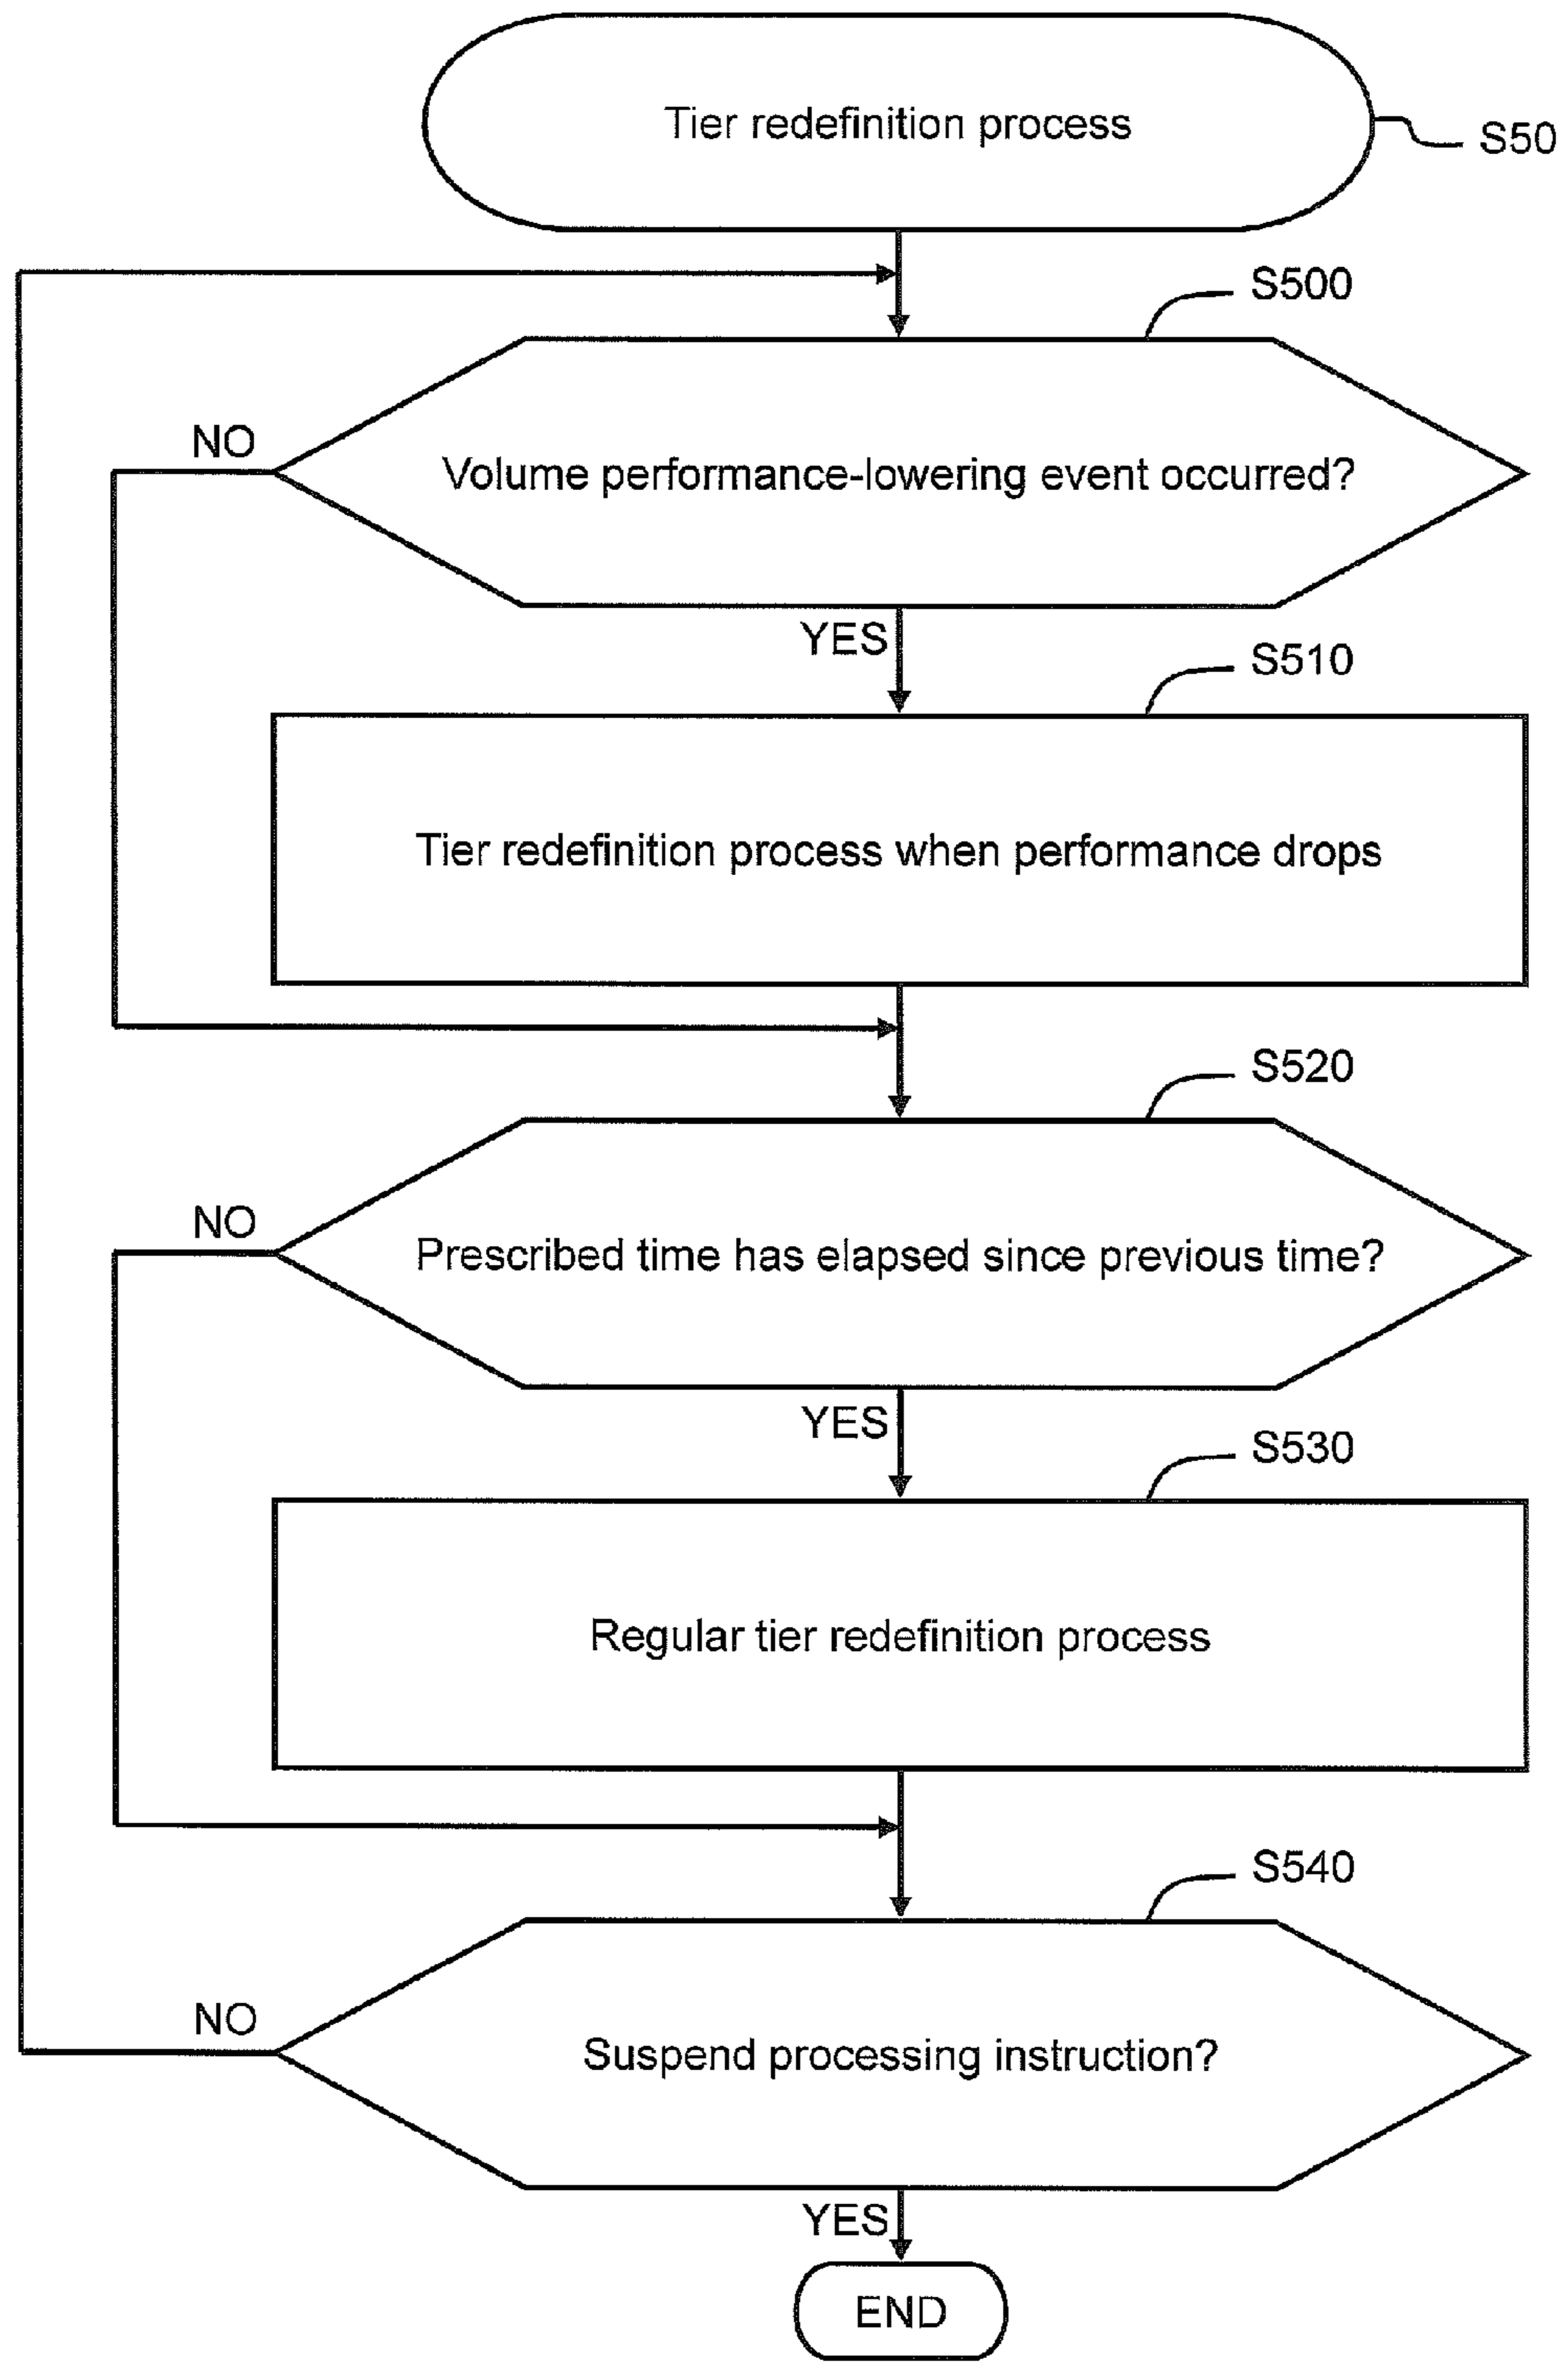 Tier redefinition process
S50
S500
NO
Volume performance-lowering event occurred?
YES
S510
Tier redefinition process when performance drops
S520
NO
Prescribed time has elapsed since previous time?
YES
S530
Regular tier redefinition process
S540
NO
Suspend processing instruction?
YES
END